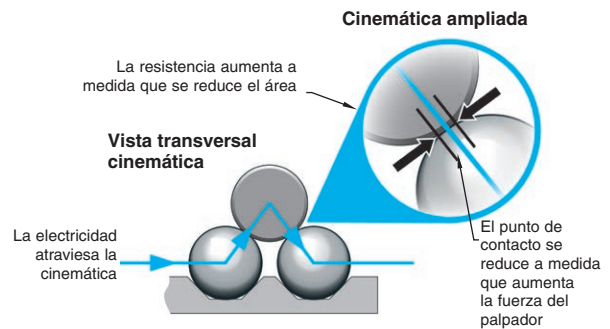 Cinemática ampliada
La resistencia aumenta a
medida que se reduce el área
Vista transversal
cinemática
La electricidad
atraviesa la
cinemática
El punto de
contacto se
reduce a medida
que aumenta
la fuerza del
palpador